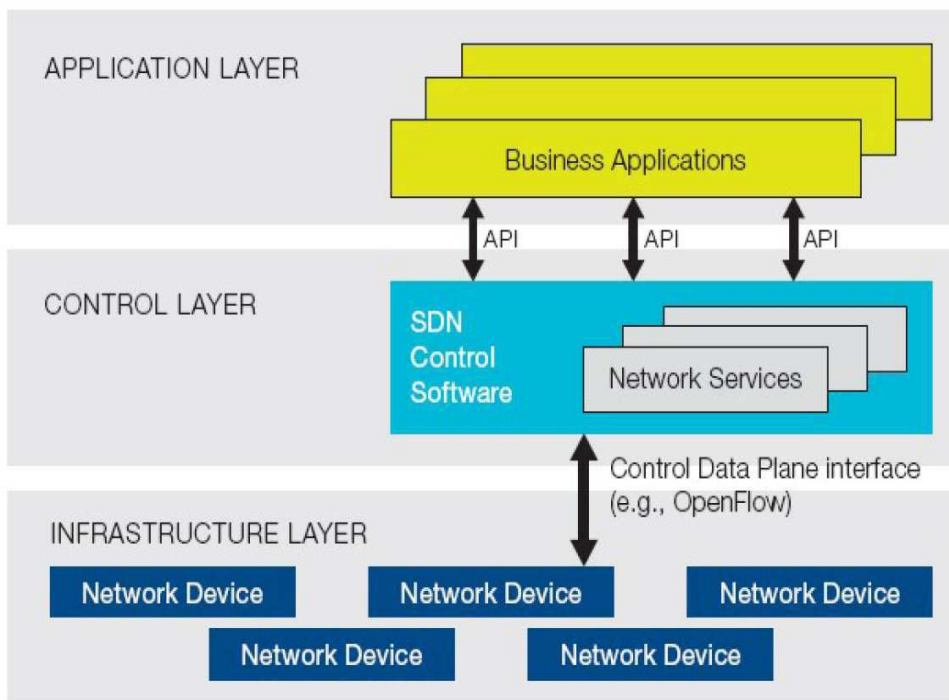 APPLICATION LAYER
Business Applications
API
API
API
CONTROL LAYER
SDN
Control
Software
Network Services
Control Data Plane interface
(e.g., OpenFlow)
INFRASTRUCTURE LAYER
Network Device
Network Device
Network Device
Network Device
Network Device